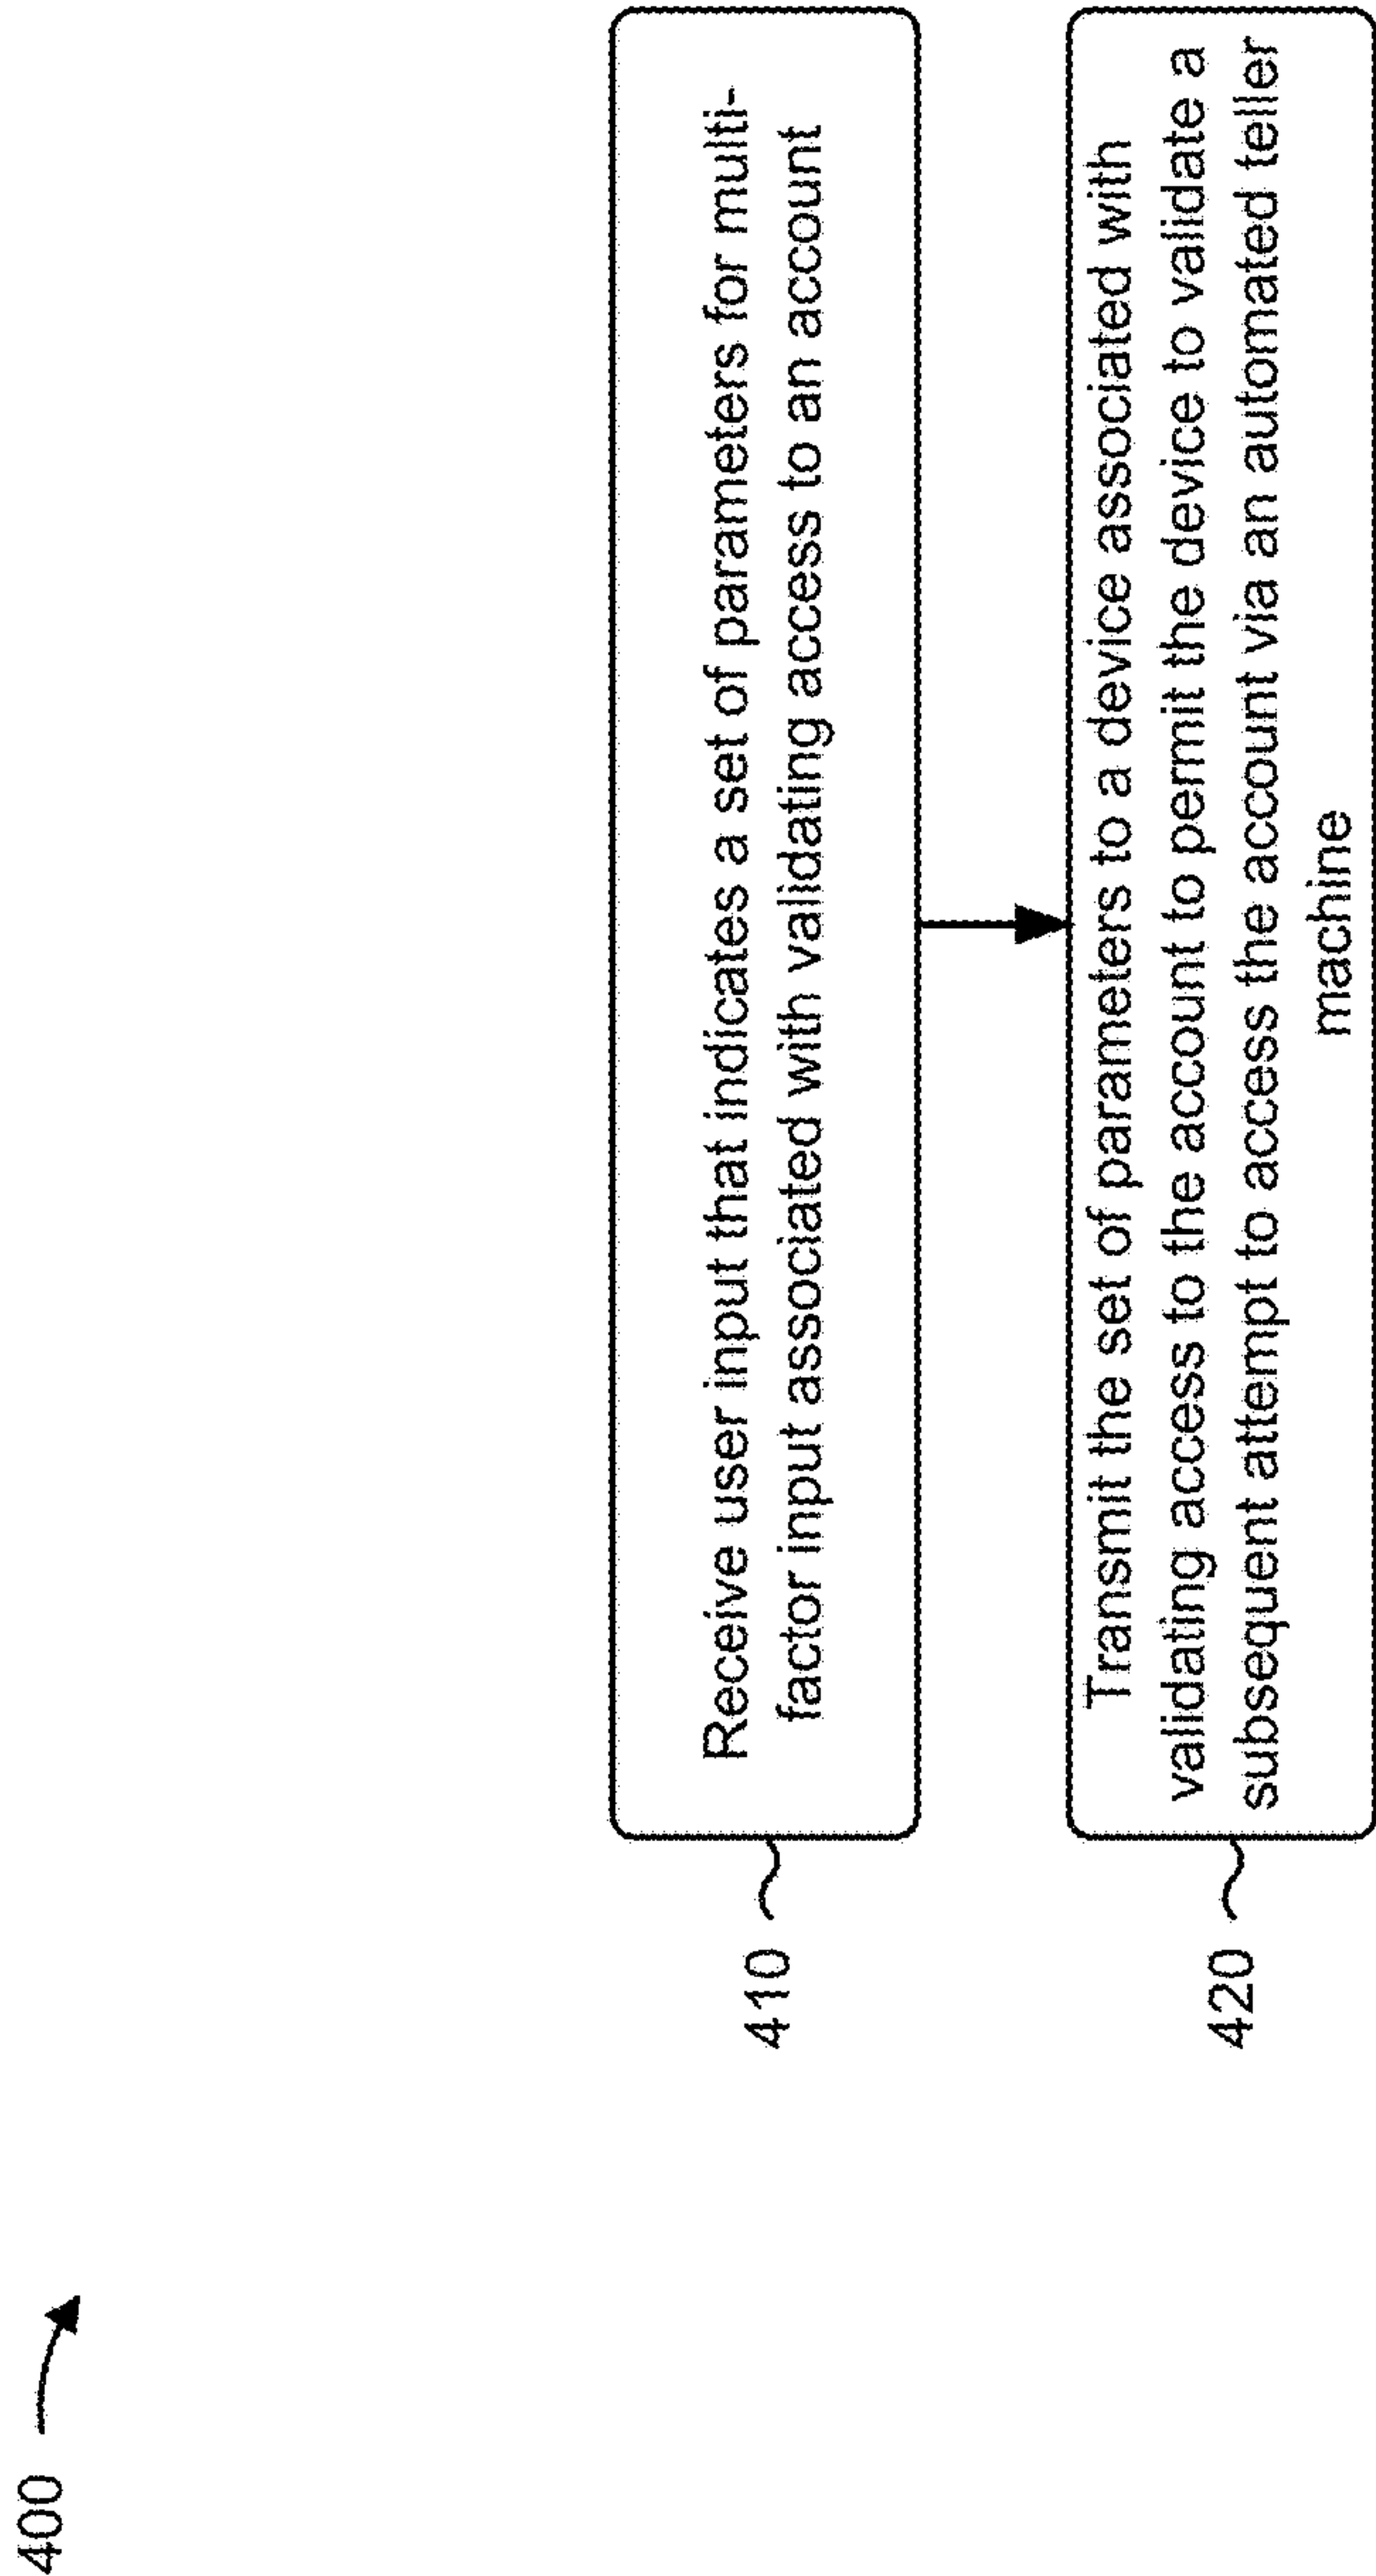 400
410
Receive user input that indicates a set of parameters for multi-
factor input associated with validating access to an account
420
Transmit the set of parameters to a device associated with
validating access to the account to permit the device to validate a
subsequent attempt to access the account via an automated teller
machine